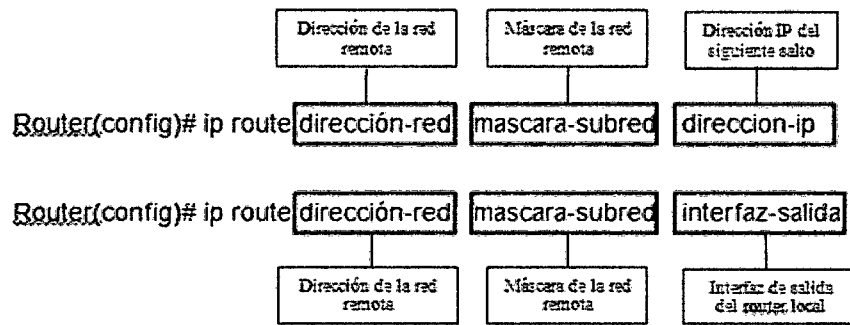 Dirección de la red
remota
Máscara de la red
remota
Dirección IP del
siguiente salto
Router(config)# ip route dirección-red mascara-subred direccion-ip
Router(config)# ip route dirección-red mascara-subred interfaz-salida
Dirección de la red
remota
Máscara de la red
remota
Interfaz de salida
del router local